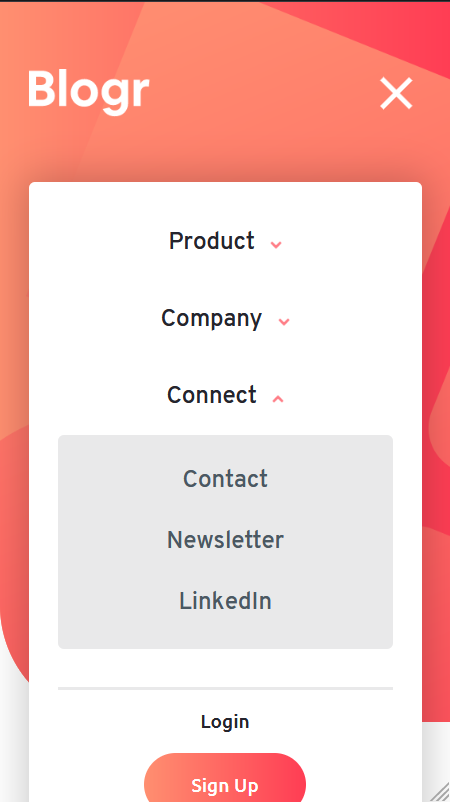 Blogr
Product
Company
Connect
Contact
Newsletter
LinkedIn
Login
Sign Up